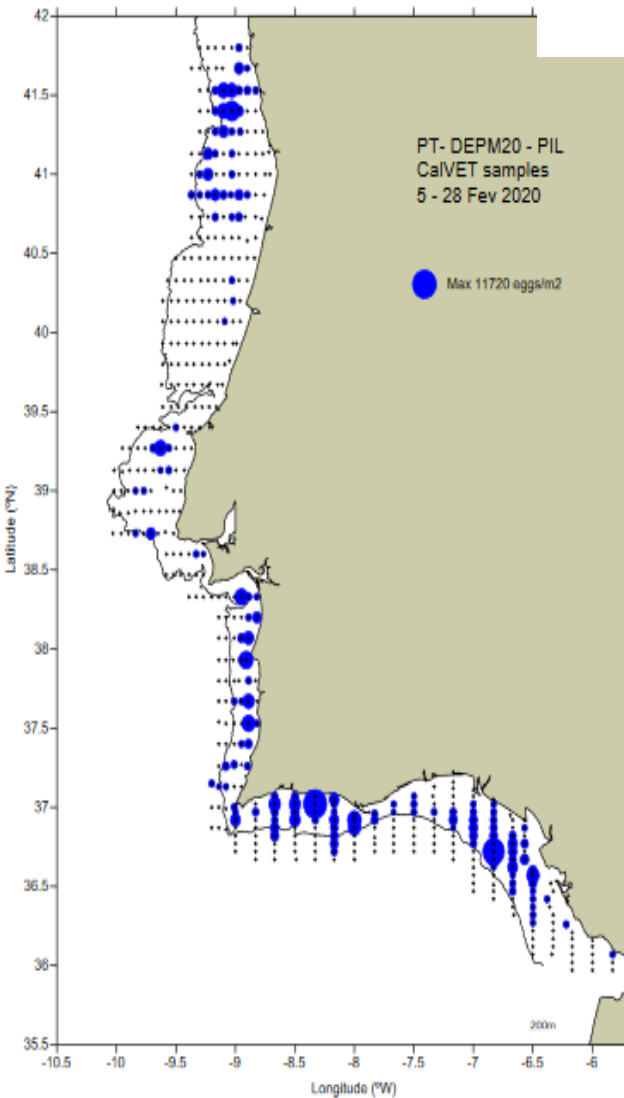 42
41.5
41
40.5
40
39.5
39
38.5
38
37.5
37
36.5
36
35.5
Latitude (ºN)
PT- DEPM20 - PIL
CalVET samples
5 - 28 Fev 2020
Max 11720 eggs/m2
200m
-10.5 -10 -9.5 -9 -8.5 -8 -7.5 -7 -6.5 -6
Longitude (ºW)